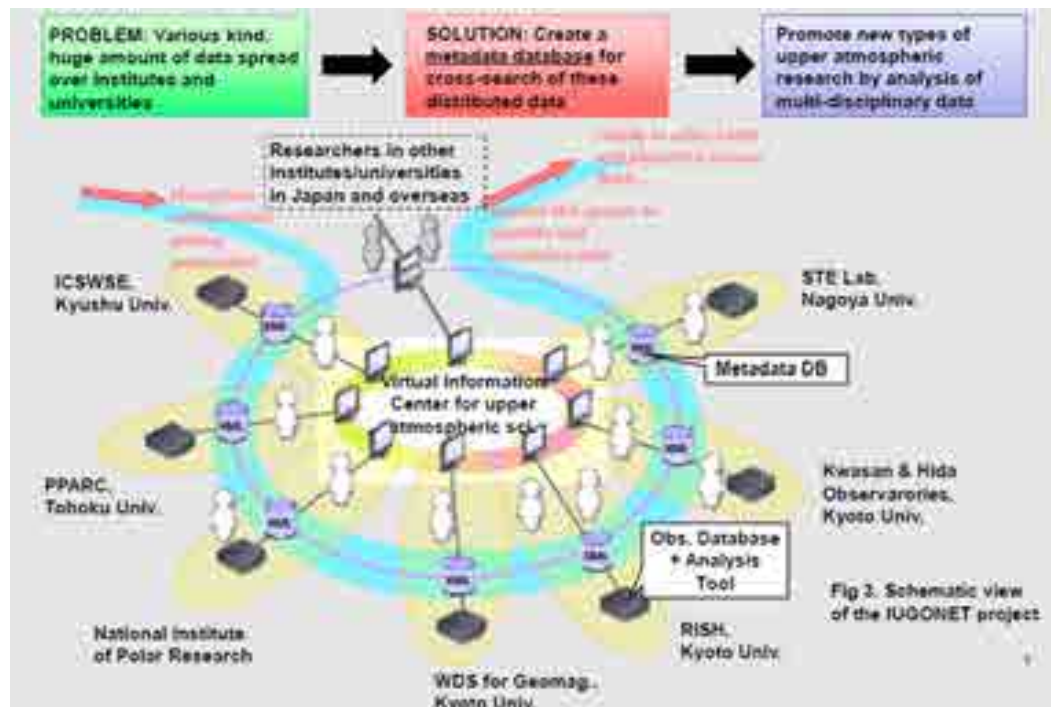 PROBLEM: Various kind,
huge amount of data spread
over institutes and
universities
SOLUTION: Create a
metadata database for
cross-search of these
distributed data
Promote new types of
upper atmospheric
research by analysis of
multi-disciplinary data
Researchers in other
institutes/universities
in Japan and overseas
ICSWSE,
Kyushu Univ.
STE Lab,
Nagoya Univ.
Metadata DB
Virtual Information
Center for upper
atmospheric sci.
PPARC,
Tohoku Univ.
Kwasan & Hida
Observarories,
Kyoto Univ.
Obs. Database
+ Analysis
Tool
National Institute
of Polar Research
RISH,
Kyoto Univ.
WDS for Geomag.,
Kyoto Univ.
Fig 3. Schematic view
of the IUGONET project